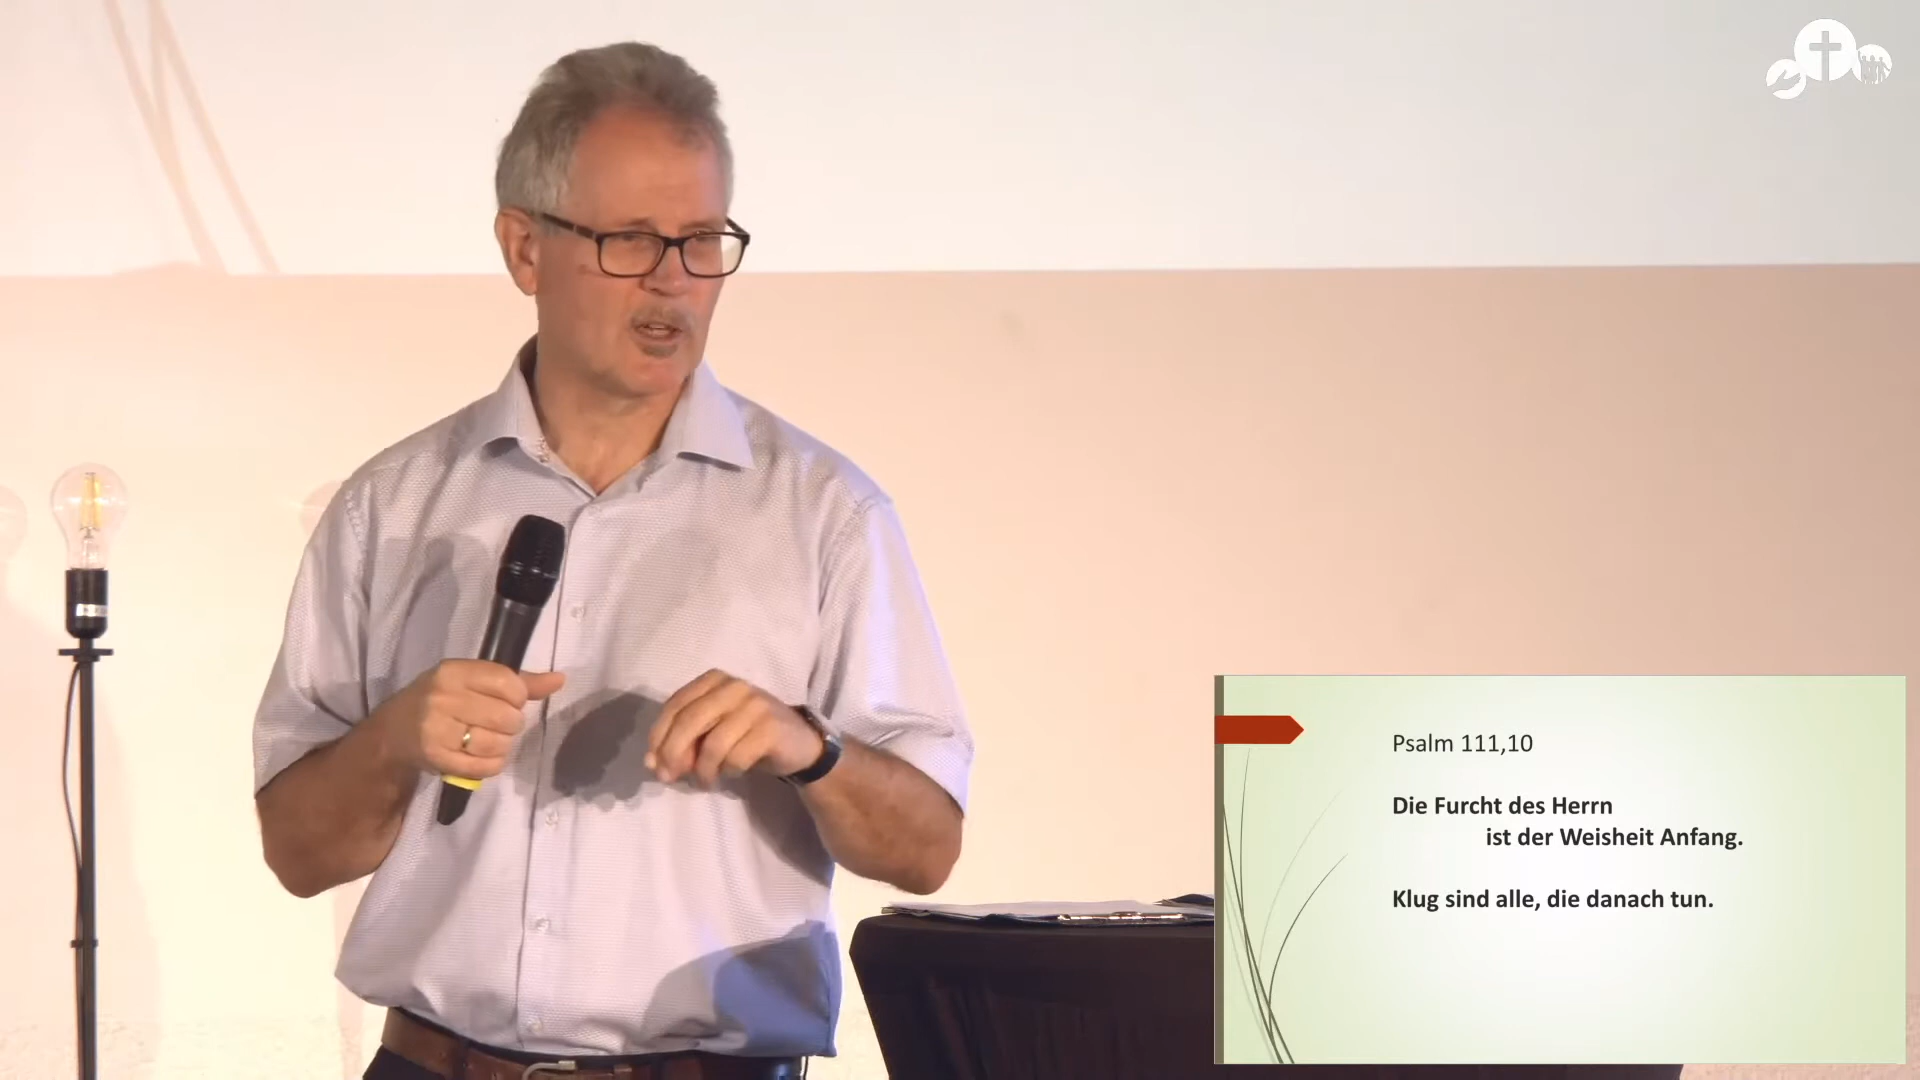 Psalm 111,10
Die Furcht des Herrn
ist der Weisheit Anfang.
Klug sind alle, die danach tun.